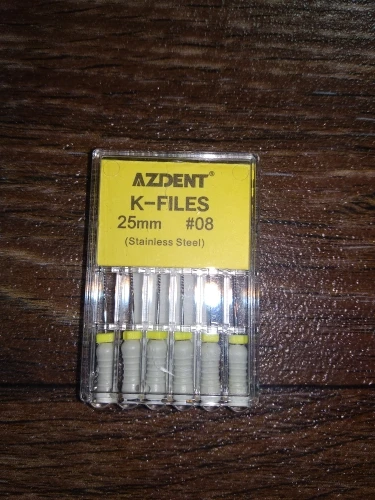 AZDENT®
K-FILES
25mm #08
(Stainless Steel)